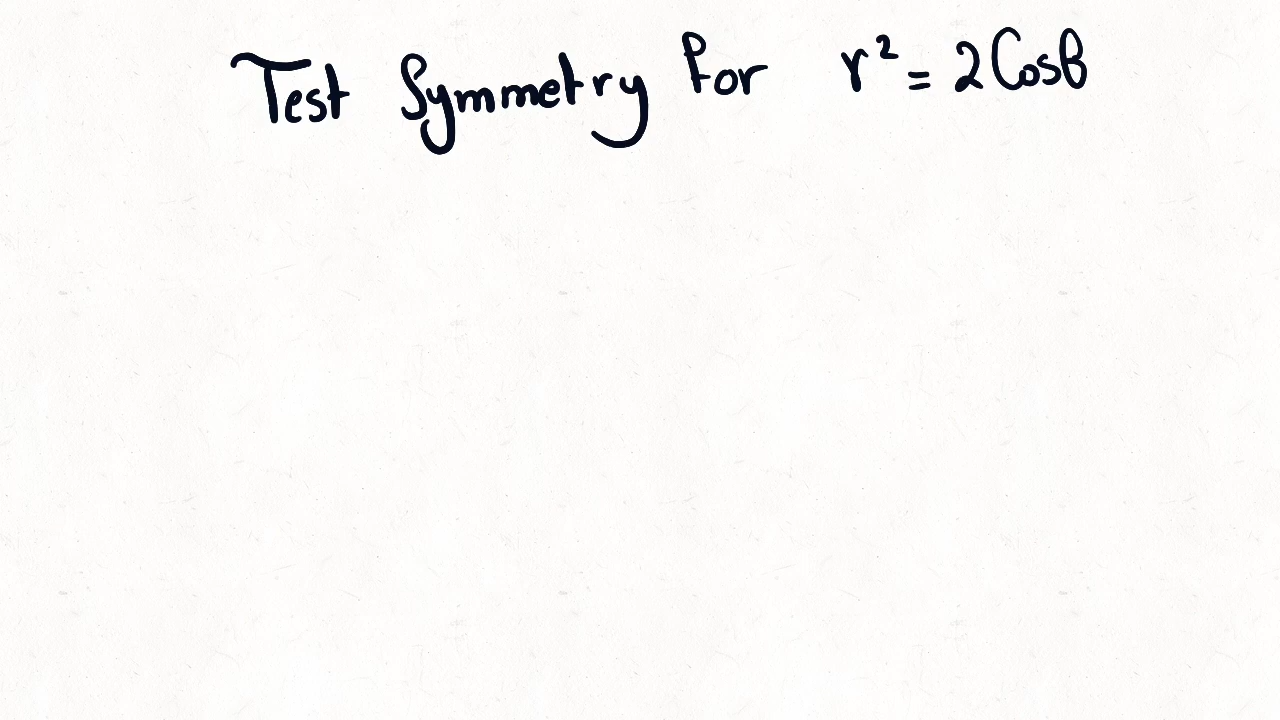 Test Symmetry For r² = 2Cosθ